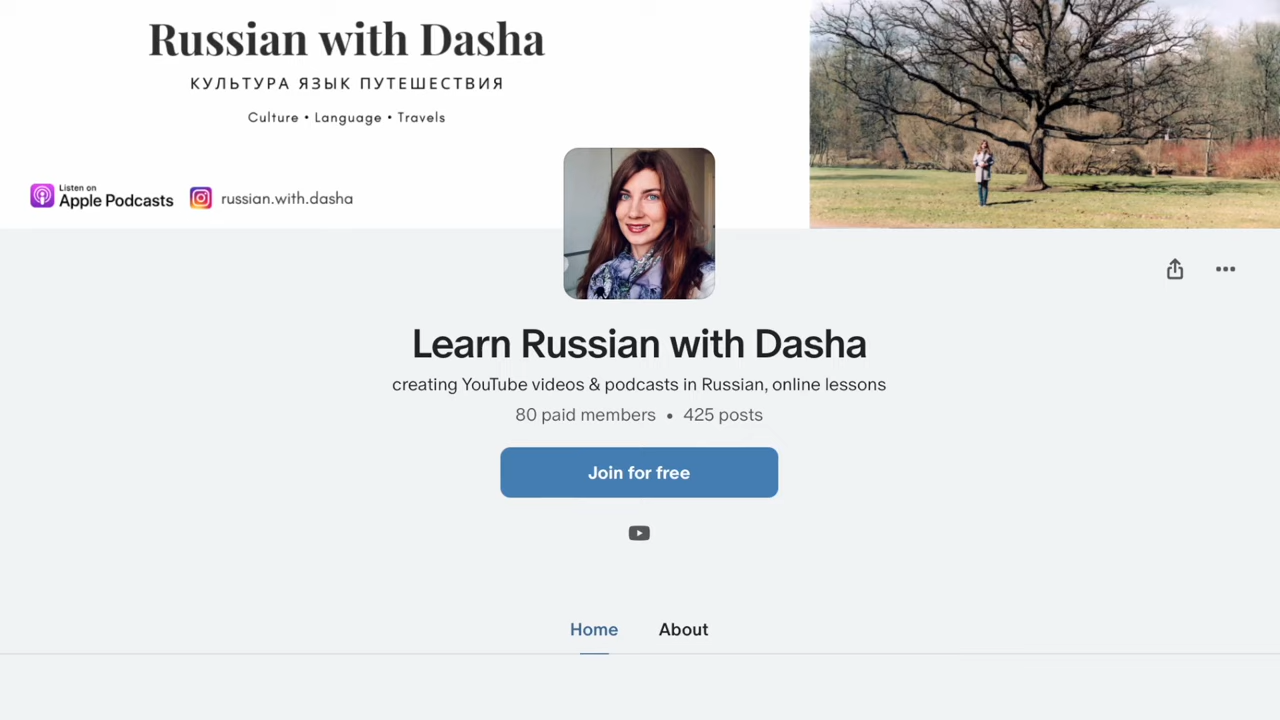 Russian with Dasha
КУЛЬТУРА ЯЗЫК ПУТЕШЕСТВИЯ
Culture • Language • Travels
Listen on
Apple Podcasts
russian.with.dasha
Learn Russian with Dasha
creating YouTube videos & podcasts in Russian, online lessons
80 paid members • 425 posts
Join for free
Home About